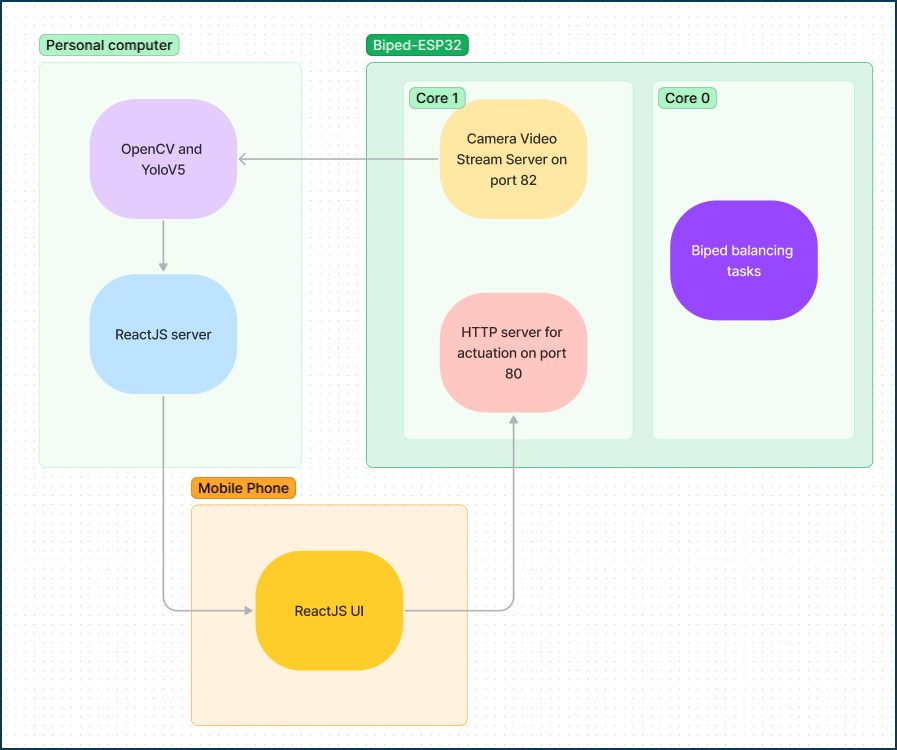 Personal computer
Biped-ESP32
Core 1
Core 0
OpenCV and
YoloV5
Camera Video
Stream Server on
port 82
Biped balancing
tasks
ReactJS server
HTTP server for
actuation on port
80
Mobile Phone
ReactJS UI